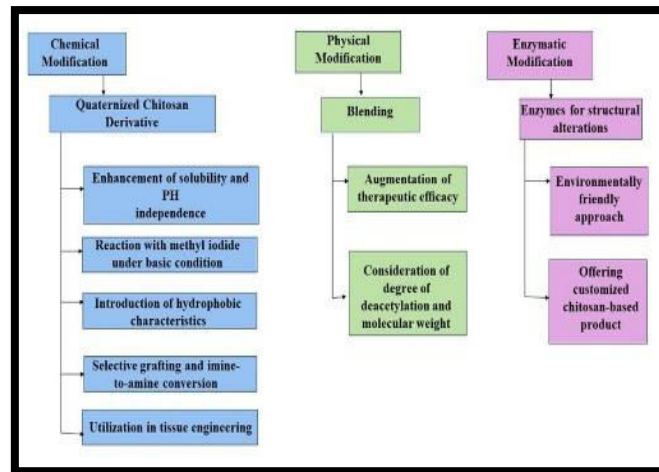 Chemical
Modification
Quaternized Chitosan
Derivative
Enhancement of solubility and PH
independence
Reaction with methyl iodide
under basic condition
Introduction of hydrophobic
characteristics
Selective grafting and imine-
to-amine conversion
Utilization in tissue engineering
Physical
Modification
Blending
Augmentation of
therapeutic efficacy
Consideration of
degree of
deacetylation and
molecular weight
Enzymatic
Modification
Enzymes for structural
alterations
Environmentally
friendly
approach
Offering
customized
chitosan-based
product